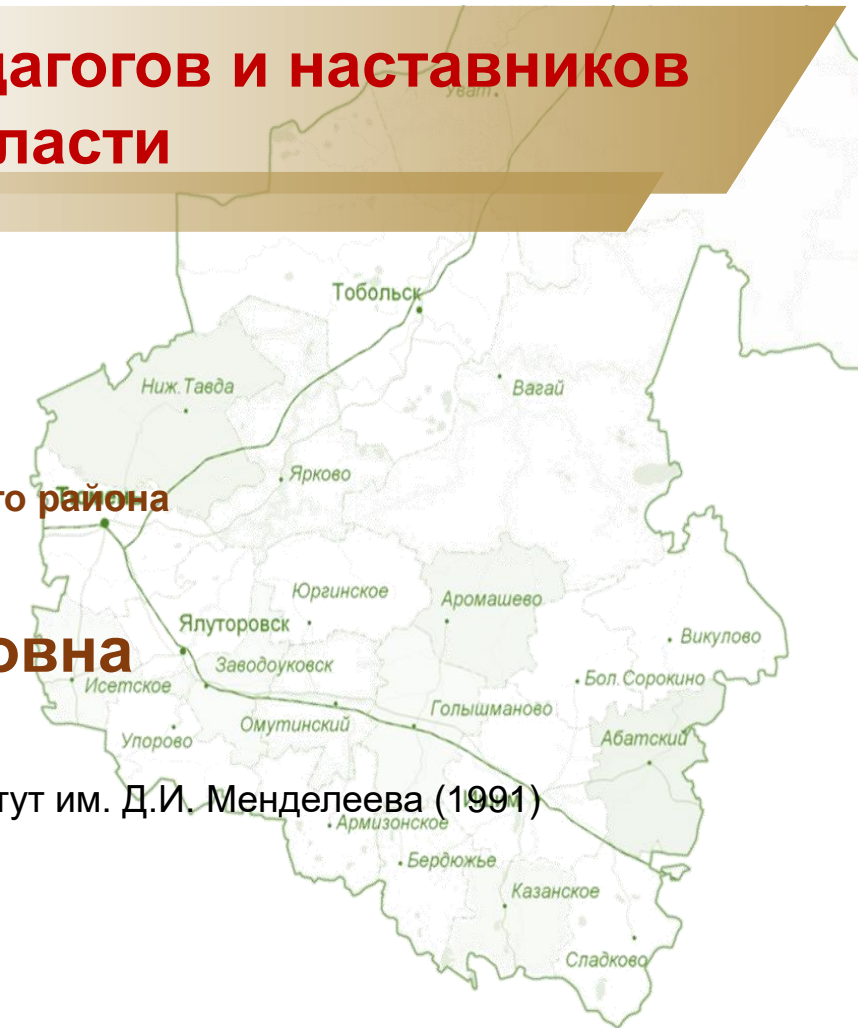 дагогов и наставников
Уват
ласти
Тобольск
Ниж.Тавда
Вагай
Ярково
го района
Юргинское
Аромашево
Ялуторовск
Викулово
овна
Заводоуковск
Исетское
Бол.Сорокино
Голышманово
Омутинский
Упорово
Абатский
тут им. Д.И. Менделеева (1991)
Армизонское
Бердюжье
Казанское
Сладково